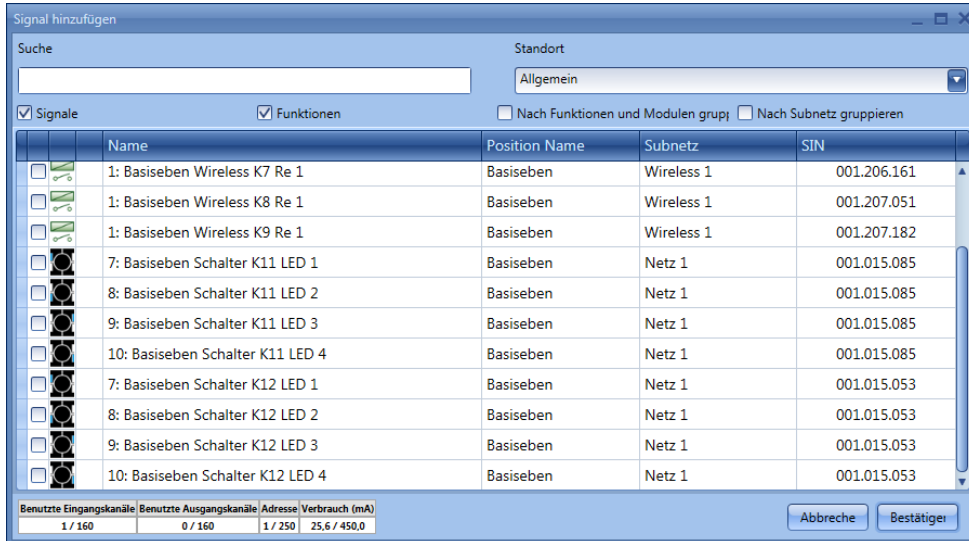 Signal hinzufügen
Suche
Standort
Allgemein
Signale
Funktionen
Nach Funktionen und Modulen grupp
Nach Subnetz gruppieren
Name Position Name Subnetz SIN
1: Basiseben Wireless K7 Re 1 Basiseben Wireless 1 001.206.161
1: Basiseben Wireless K8 Re 1 Basiseben Wireless 1 001.207.051
1: Basiseben Wireless K9 Re 1 Basiseben Wireless 1 001.207.182
7: Basiseben Schalter K11 LED 1 Basiseben Netz 1 001.015.085
8: Basiseben Schalter K11 LED 2 Basiseben Netz 1 001.015.085
9: Basiseben Schalter K11 LED 3 Basiseben Netz 1 001.015.085
10: Basiseben Schalter K11 LED 4 Basiseben Netz 1 001.015.085
7: Basiseben Schalter K12 LED 1 Basiseben Netz 1 001.015.053
8: Basiseben Schalter K12 LED 2 Basiseben Netz 1 001.015.053
9: Basiseben Schalter K12 LED 3 Basiseben Netz 1 001.015.053
10: Basiseben Schalter K12 LED 4 Basiseben Netz 1 001.015.053
Benutzte Eingangskanäle Benutzte Ausgangskanäle Adresse Verbrauch (mA)
1 / 160 0 / 160 1 / 250 25,6 / 450,0
Abbreche
Bestätiger